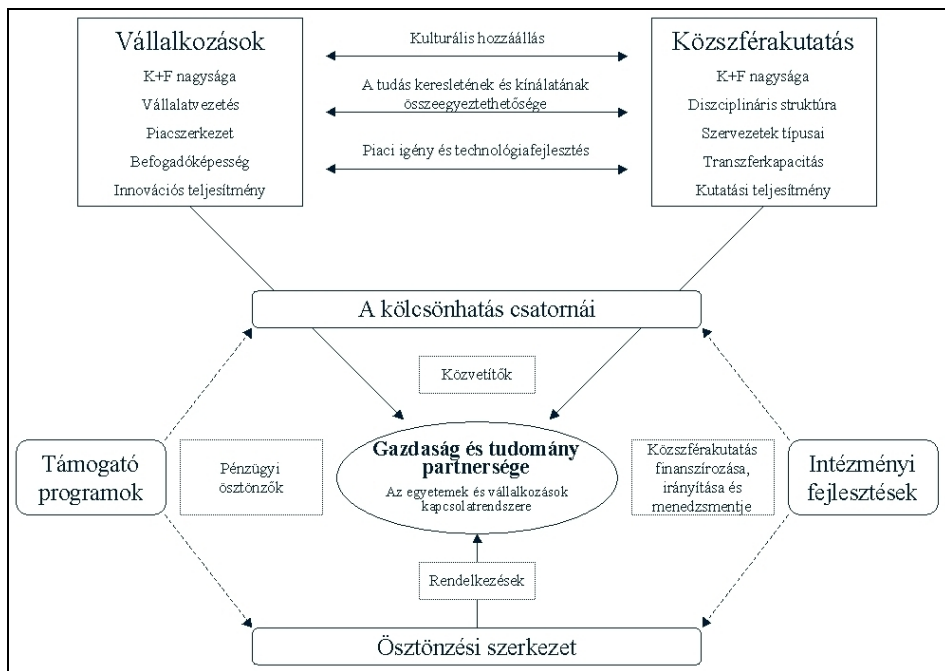 Vállalkozások
K+F nagysága
Vállalatvezetés
Piacszerkezet
Befogadóképesség
Innovációs teljesítmény
Kulturális hozzáállás
A tudás keresletének és kínálatának
összeegyeztethetősége
Piaci igény és technológiafejlesztés
Közszférakutatás
K+F nagysága
Diszciplináris struktúra
Szervezetek típusai
Transzferkapacitás
Kutatási teljesítmény
A kölcsönhatás csatornái
Közvetítők
Támogató
programok
Pénzügyi
ösztönzők
Gazdaság és tudomány
partnersége
Az egyetemek és vállalkozások
kapcsolatrendszere
Közszférakutatás
finanszírozása,
irányítása és
menedzsmentje
Intézményi
fejlesztések
Rendelkezések
Ösztönzési szerkezet